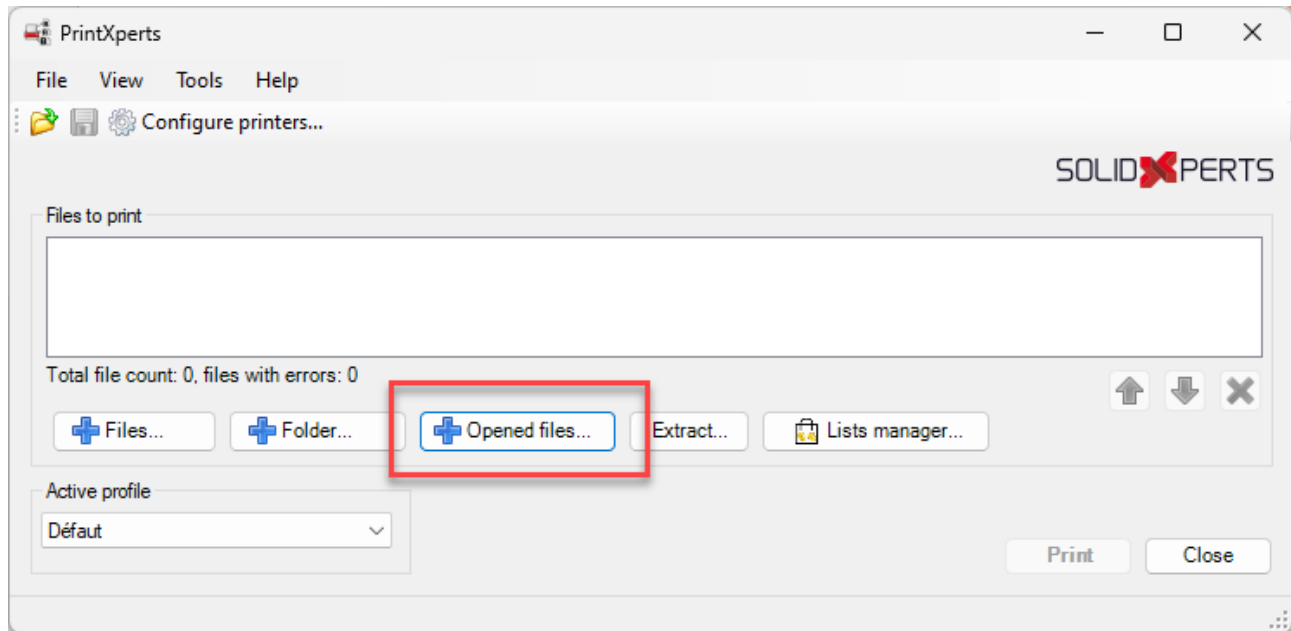 PrintXperts
File View Tools Help
Configure printers...
SOLIDXPERTS
Files to print
Total file count: 0, files with errors: 0
Files... Folder... Opened files... Extract... Lists manager...
Active profile
Défaut
Print Close